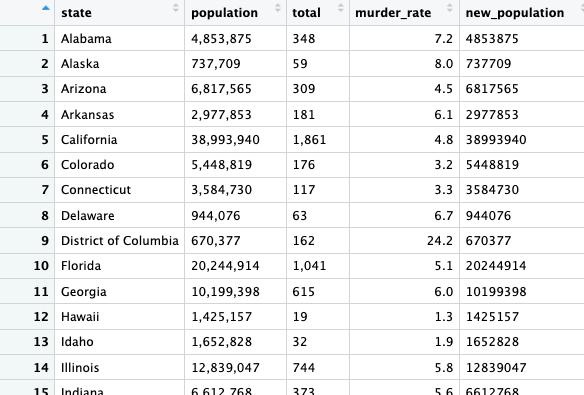 state population total murder_rate new_population
1 Alabama 4,853,875 348 7.2 4853875
2 Alaska 737,709 59 8.0 737709
3 Arizona 6,817,565 309 4.5 6817565
4 Arkansas 2,977,853 181 6.1 2977853
5 California 38,993,940 1,861 4.8 38993940
6 Colorado 5,448,819 176 3.2 5448819
7 Connecticut 3,584,730 117 3.3 3584730
8 Delaware 944,076 63 6.7 944076
9 District of Columbia 670,377 162 24.2 670377
10 Florida 20,244,914 1,041 5.1 20244914
11 Georgia 10,199,398 615 6.0 10199398
12 Hawaii 1,425,157 19 1.3 1425157
13 Idaho 1,652,828 32 1.9 1652828
14 Illinois 12,839,047 744 5.8 12839047
15 Indiana 6,612,768 373 5.6 6612768